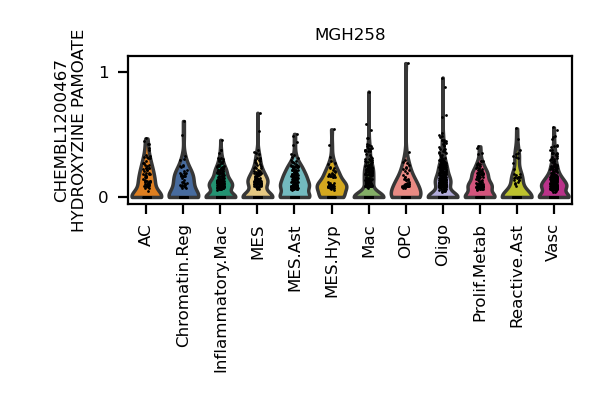 MGH258
CHEMBL1200467
HYDROXYZINE PAMOATE
1
0
AC
Chromatin.Reg
Inflammatory.Mac
MES
MES.Ast
MES.Hyp
Mac
OPC
Oligo
Prolif.Metab
Reactive.Ast
Vasc